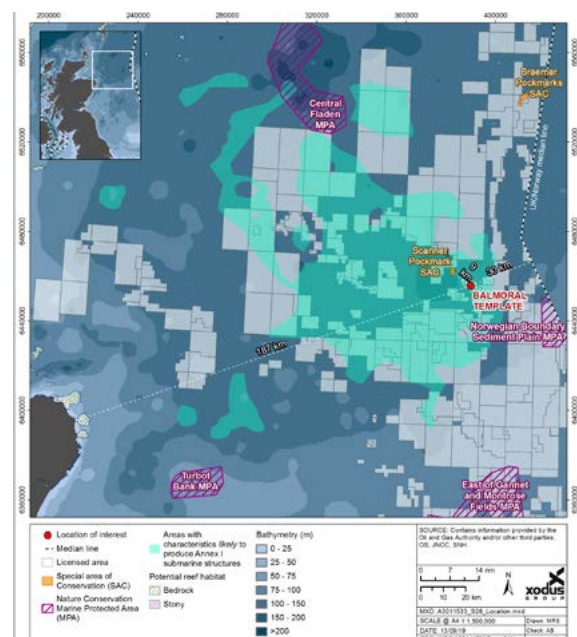 200000
240000
280000
320000
360000
400000
6560000
6520000
6480000
6440000
6400000
6360000
Braemar
Pockmarks
SAC
Central
Fladen
MPA
UK/Norway median line
Scanner
Pockmark
SAC
33 km
BALMORAL
TEMPLATE
Norwegian Boundary
Sediment Plain MPA
187 km
Turbot
Bank MPA
East of Gannet
and Montrose
Fields MPA
Location of interest
Median line
Licensed area
Special area of
Conservation (SAC)
Nature Conservation
Marine Protected Area
(MPA)
Areas with
characteristics likely to
produce Annex I
submarine structures
Potential reef habitat
Bedrock
Stony
Bathymetry (m)
0 - 25
25 - 50
50 - 75
75 - 100
100 - 150
150 - 200
>200
SOURCE: Contains information provided by the
Oil and Gas Authority and/or other third parties.
OS, JNCC, SNH.
0 7 14
nm
0 10 20
km
N
xodus
GROUP
SCALE @ A4 1:1,500,000
Drawn: MRS
DATE: 13/09/19
Check: AB